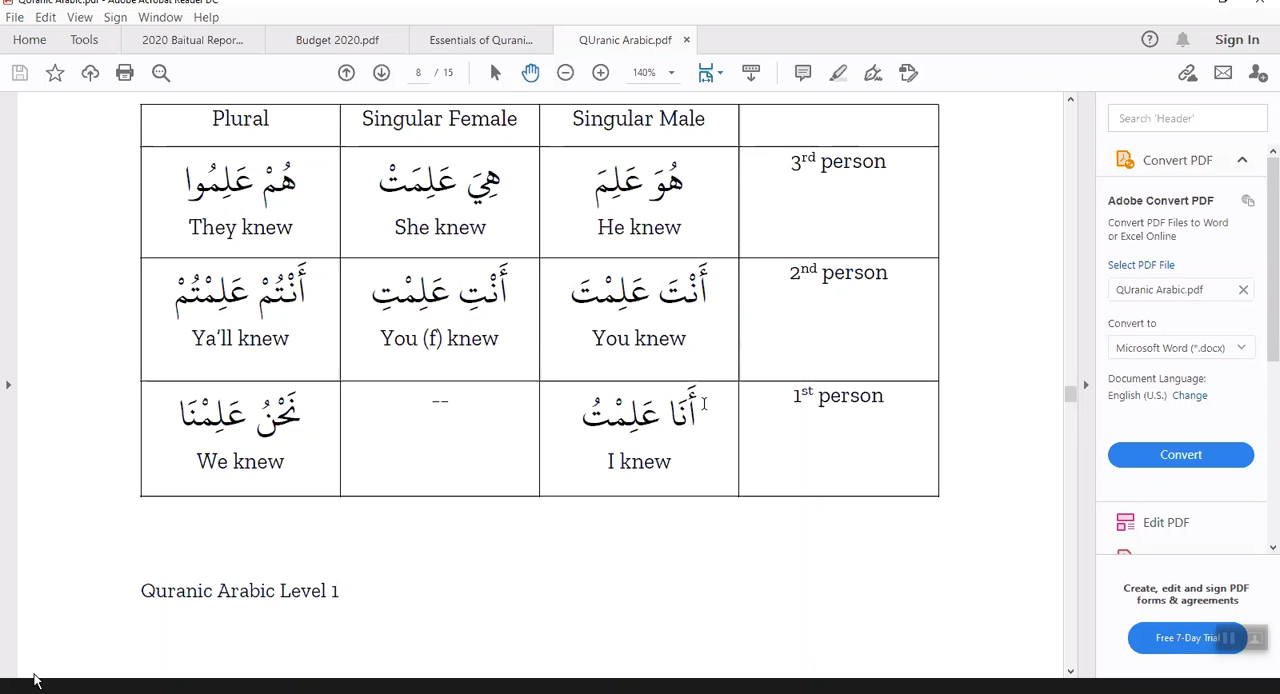 QUranic Arabic.pdf - Adobe Acrobat Reader DC
File Edit View Sign Window Help
Home Tools 2020 Baitual Repor... Budget 2020.pdf Essentials of Qurani... QUranic Arabic.pdf × Sign In
8 / 15 140%
Plural Singular Female Singular Male
هُمْ عَلِمُوا هِيَ عَلِمَتْ هُوَ عَلِمَ 3rd person
They knew She knew He knew
أَنْتُمْ عَلِمْتُمْ أَنْتِ عَلِمْتِ أَنْتَ عَلِمْتَ 2nd person
Ya'll knew You (f) knew You knew
نَحْنُ عَلِمْنَا -- أَنَا عَلِمْتُ 1st person
We knew I knew
Quranic Arabic Level 1
Search 'Header'
Convert PDF
Adobe Convert PDF
Convert PDF Files to Word
or Excel Online
Select PDF File
QUranic Arabic.pdf
Convert to
Microsoft Word (*.docx)
Document Language:
English (U.S.) Change
Convert
Edit PDF
Create, edit and sign PDF
forms & agreements
Free 7-Day Trial